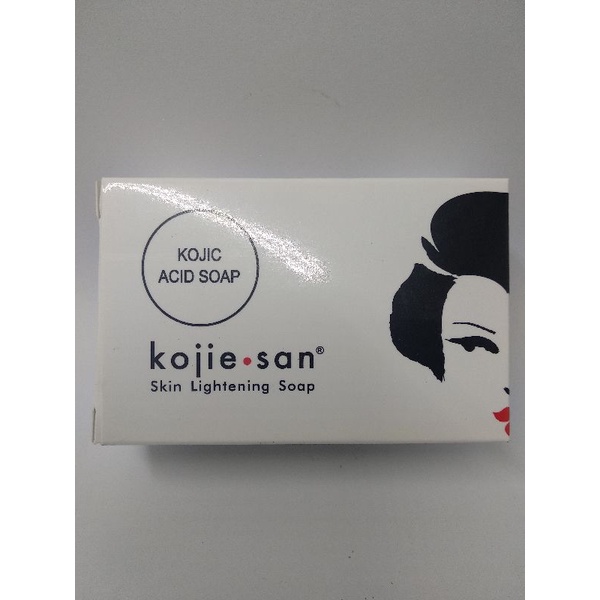 KOJIC
ACID SOAP
kojie•san®
Skin Lightening Soap